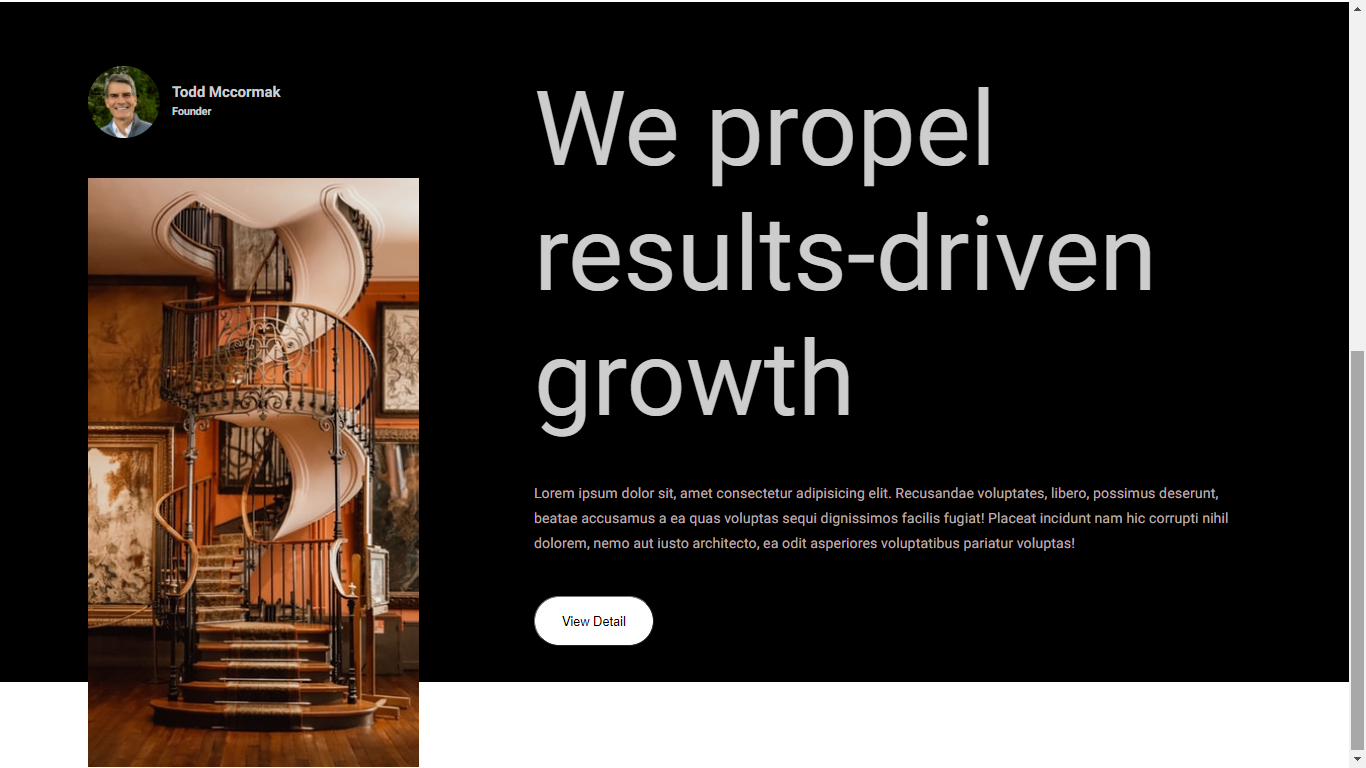 Todd Mccormak
Founder
We propel
results-driven
growth
Lorem ipsum dolor sit, amet consectetur adipisicing elit. Recusandae voluptates, libero, possimus deserunt,
beatae accusamus a ea quas voluptas sequi dignissimos facilis fugiat! Placeat incidunt nam hic corrupti nihil
dolorem, nemo aut iusto architecto, ea odit asperiores voluptatibus pariatur voluptas!
View Detail